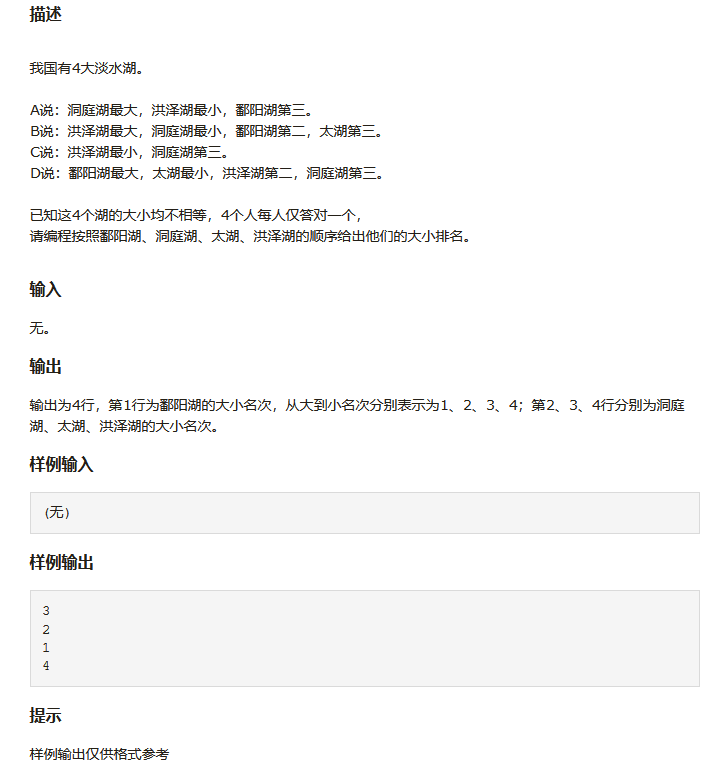 描述
我国有4大淡水湖。
A说：洞庭湖最大，洪泽湖最小，鄱阳湖第三。
B说：洪泽湖最大，洞庭湖最小，鄱阳湖第二，太湖第三。
C说：洪泽湖最小，洞庭湖第三。
D说：鄱阳湖最大，太湖最小，洪泽湖第二，洞庭湖第三。
已知这4个湖的大小均不相等，4个人每人仅答对一个，
请编程按照鄱阳湖、洞庭湖、太湖、洪泽湖的顺序给出他们的大小排名。
输入
无。
输出
输出为4行，第1行为鄱阳湖的大小名次，从大到小名次分别表示为1、2、3、4；第2、3、4行分别为洞庭
湖、太湖、洪泽湖的大小名次。
样例输入
（无）
样例输出
3
2
1
4
提示
样例输出仅供格式参考